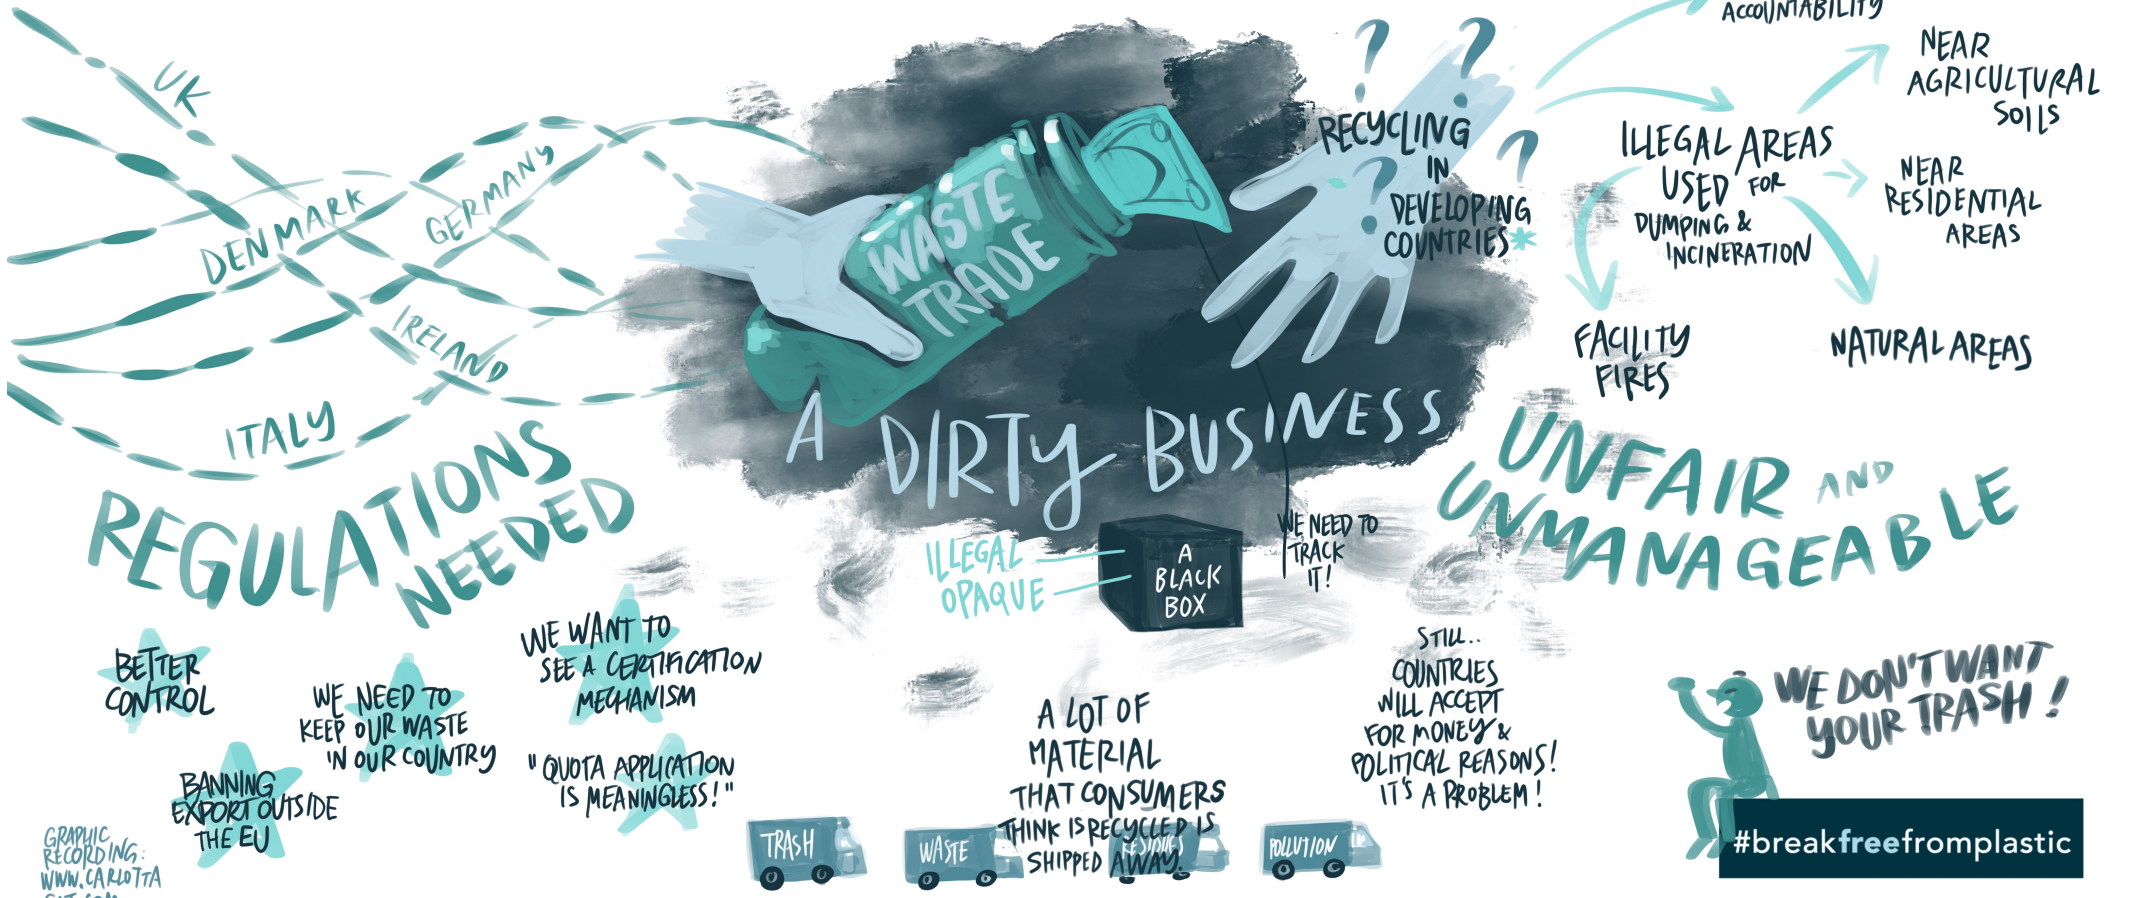 UK
DENMARK
GERMANY
IRELAND
ITALY
REGULATIONS
NEEDED
BETTER
CONTROL
WE NEED TO
KEEP OUR WASTE
IN OUR COUNTRY
BANNING
EXPORT OUTSIDE
THE EU
WE WANT TO
SEE A CERTIFICATION
MECHANISM
"QUOTA APPLICATION
IS MEANINGLESS!"
GRAPHIC
RECORDING:
WWW.CARLOTTA
WASTE
TRADE
A DIRTY BUSINESS
ILLEGAL
OPAQUE
A
BLACK
BOX
WE NEED TO
TRACK
IT!
A LOT OF
MATERIAL
THAT CONSUMERS
THINK IS RECYCLED IS
SHIPPED AWAY.
TRASH
WASTE
RESIDUES
POLLUTION
? ? ? ?
RECYCLING
IN
DEVELOPING
COUNTRIES*
ACCOUNTABILITY
ILLEGAL AREAS
USED FOR
DUMPING &
INCINERATION
NEAR
AGRICULTURAL
SOILS
NEAR
RESIDENTIAL
AREAS
FACILITY
FIRES
NATURAL AREAS
UNFAIR AND
UNMANAGEABLE
STILL..
COUNTRIES
WILL ACCEPT
FOR MONEY &
POLITICAL REASONS!
IT'S A PROBLEM!
WE DON'T WANT
YOUR TRASH!
#breakfreefromplastic